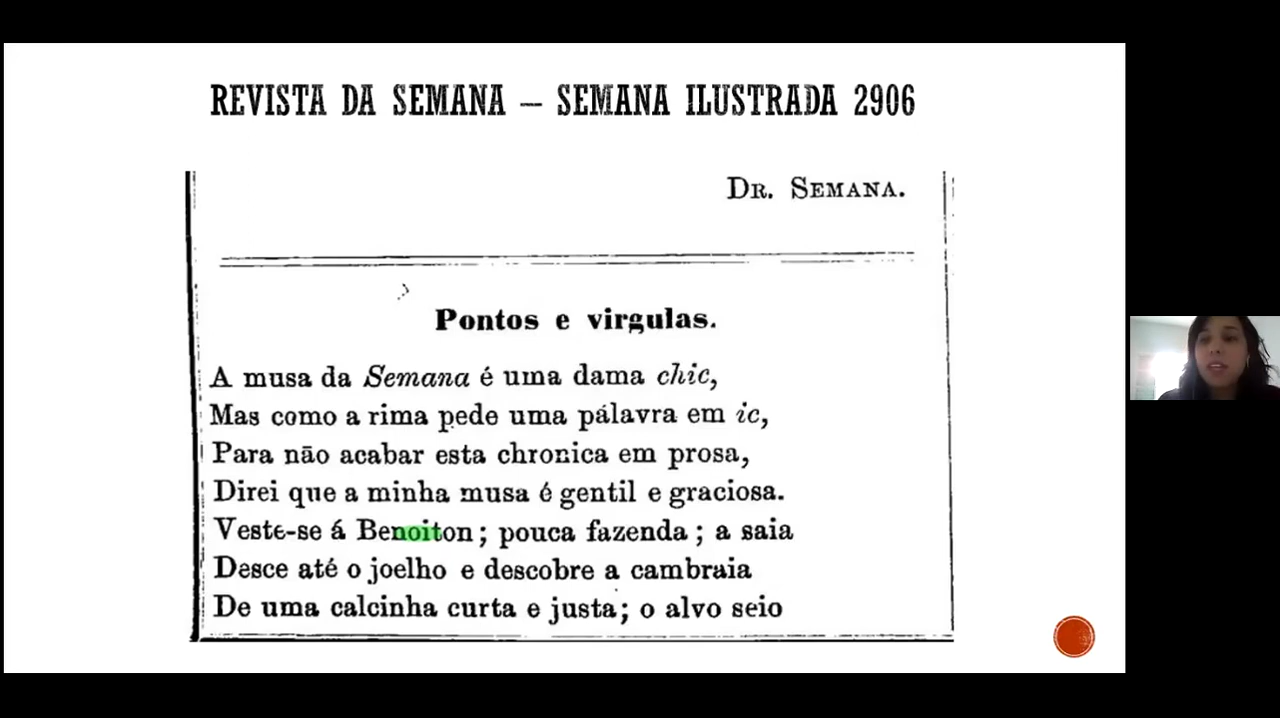 REVISTA DA SEMANA – SEMANA ILUSTRADA 2906
DR. SEMANA.
Pontos e virgulas.
A musa da Semana é uma dama chic,
Mas como a rima pede uma pálavra em ic,
Para não acabar esta chronica em prosa,
Direi que a minha musa é gentil e graciosa.
Veste-se á Benoiton; pouca fazenda; a saia
Desce até o joelho e descobre a cambraia
De uma calcinha curta e justa; o alvo seio